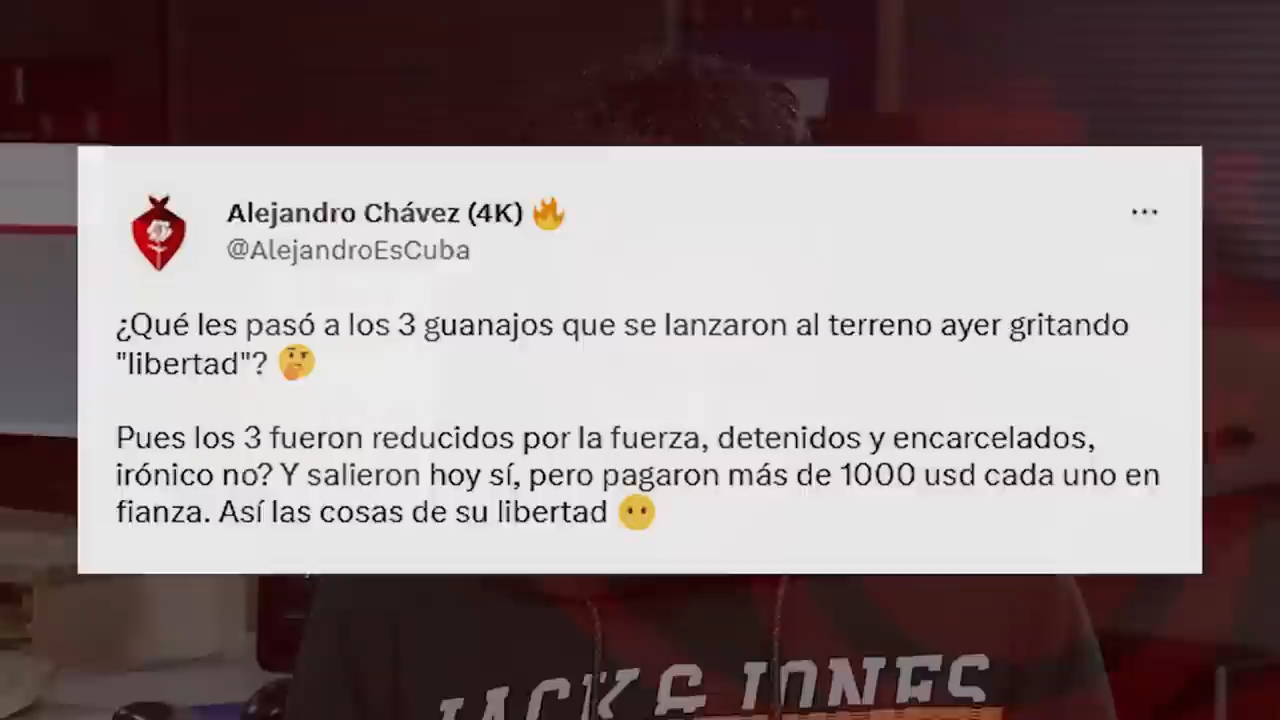 Alejandro Chávez (4K) 🔥
@AlejandroEsCuba
¿Qué les pasó a los 3 guanajos que se lanzaron al terreno ayer gritando
"libertad"? 🤔
Pues los 3 fueron reducidos por la fuerza, detenidos y encarcelados,
irónico no? Y salieron hoy sí, pero pagaron más de 1000 usd cada uno en
fianza. Así las cosas de su libertad 😶
JACK & JONES